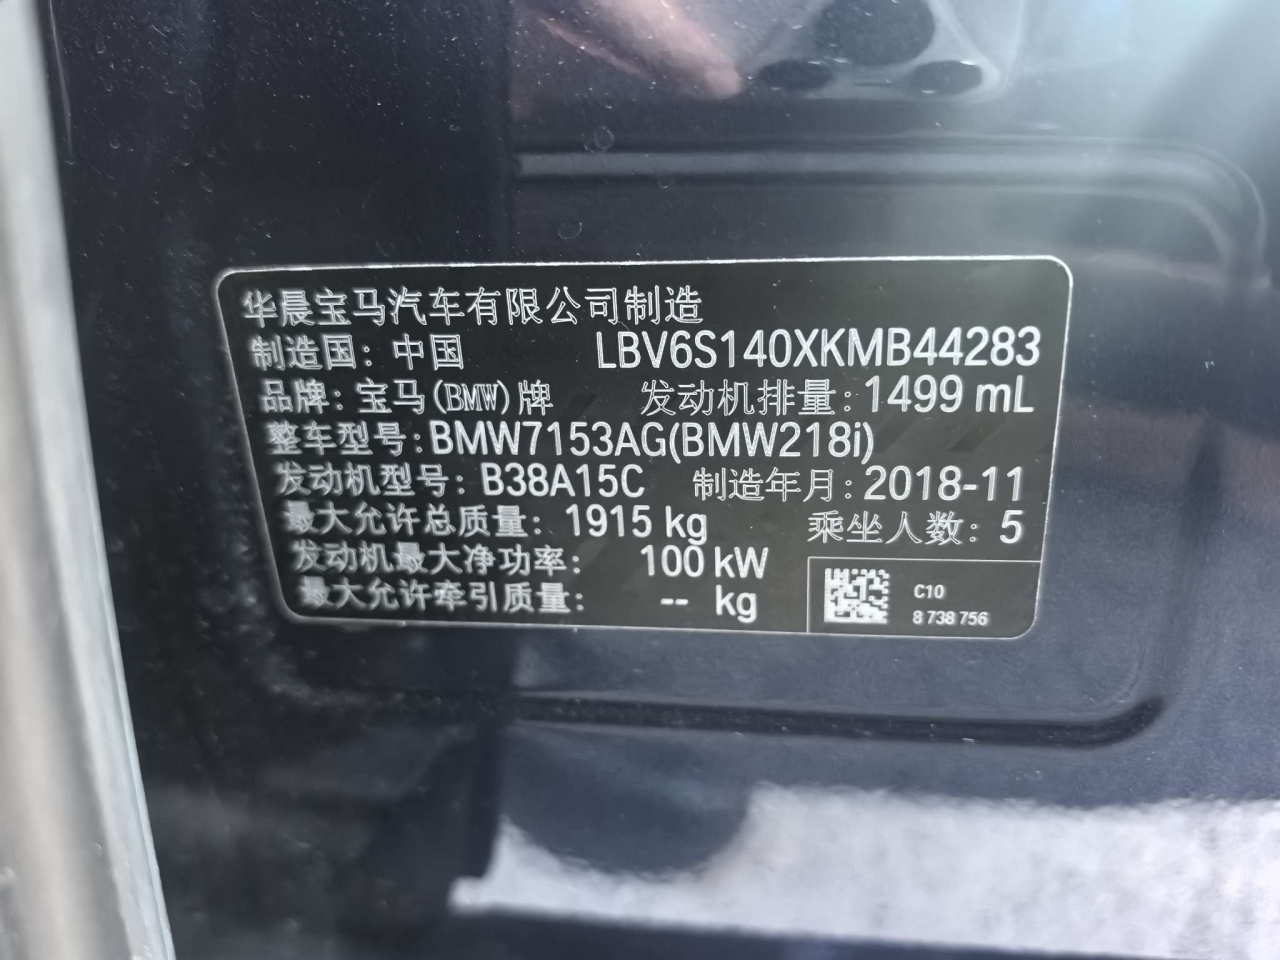 华晨宝马汽车有限公司制造
制造国：中国 LBV6S140XKMB44283
品牌：宝马(BMW)牌 发动机排量：1499 mL
整车型号：BMW7153AG(BMW218i)
发动机型号：B38A15C 制造年月：2018-11
最大允许总质量：1915 kg 乘坐人数：5
发动机最大净功率：100 kW
最大允许牵引质量：-- kg
C10
8 738 756